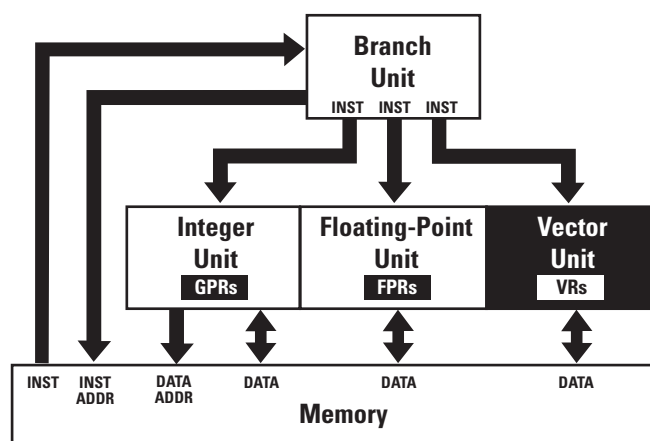 Branch
Unit
INST INST INST
Integer
Unit
GPRs
Floating-Point
Unit
FPRs
Vector
Unit
VRs
INST
INST
ADDR
DATA
ADDR
DATA
DATA
DATA
Memory